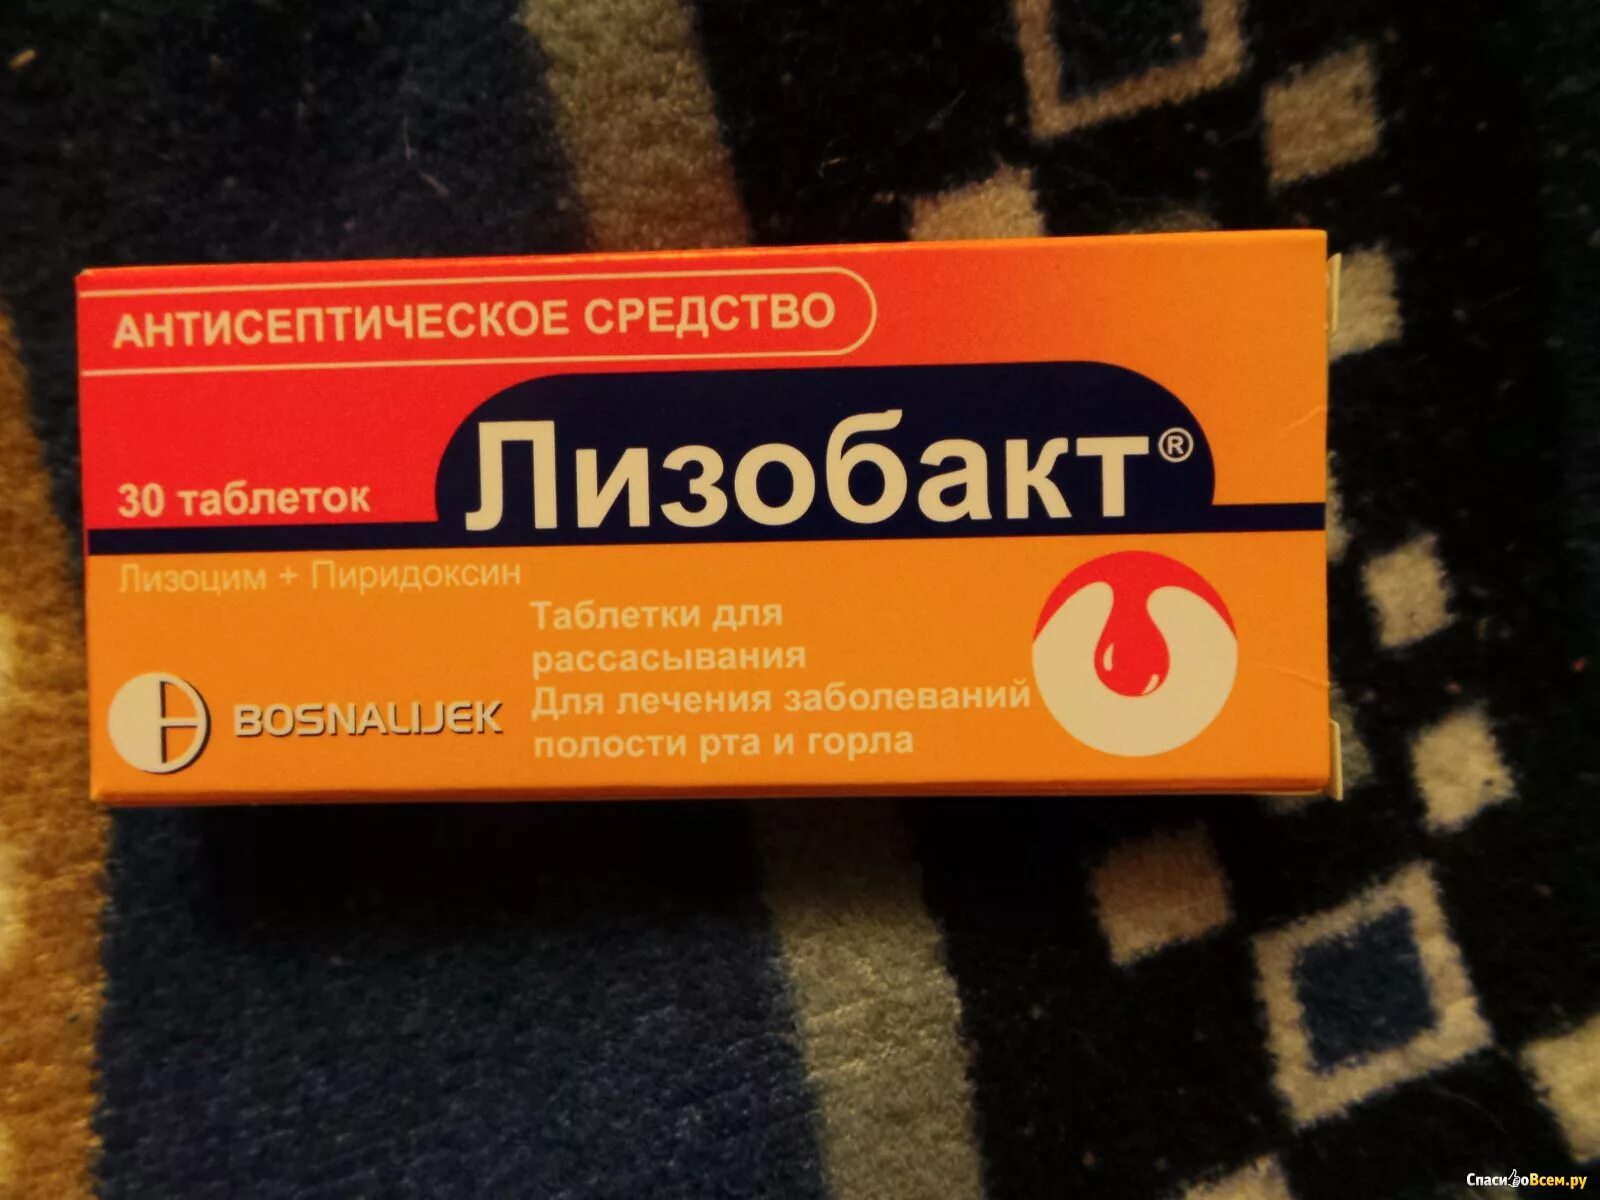 АНТИСЕПТИЧЕСКОЕ СРЕДСТВО
30 таблеток
Лизобакт®
Лизоцим + Пиридоксин
Таблетки для
рассасывания
Для лечения заболеваний
полости рта и горла
BOSNALIJEK
СпасибоВсем.ру